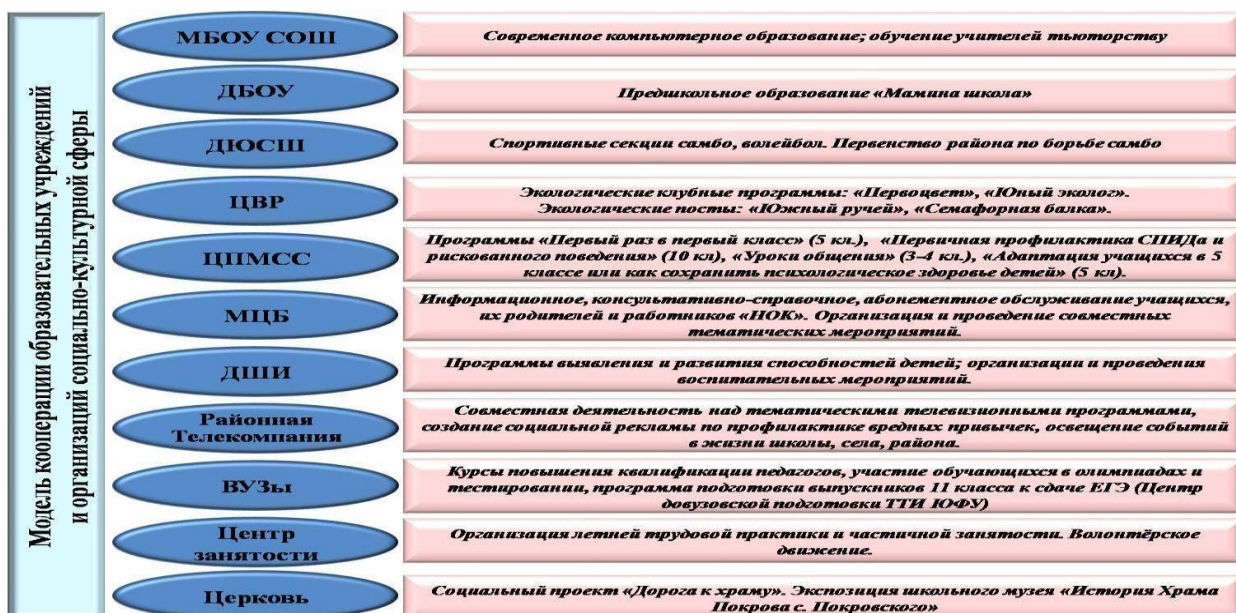 Модель кооперации образовательных учреждений
и организаций социально-культурной сферы
МБОУ СОШ
Современное компьютерное образование; обучение учителей тьюторству
ДБОУ
Предшкольное образование «Мамина школа»
ДЮСШ
Спортивные секции самбо, волейбол. Первенство района по борьбе самбо
ЦВР
Экологические клубные программы: «Первоцвет», «Юный эколог».
Экологические посты: «Южный ручей», «Семафорная балка».
ЦПМСС
Программы «Первый раз в первый класс» (5 кл.), «Первичная профилактика СПИДа и
рискованного поведения» (10 кл), «Уроки общения» (3-4 кл.), «Адаптация учащихся в 5
классе или как сохранить психологическое здоровье детей» (5 кл).
МЦБ
Информационное, консультативно-справочное, абонементное обслуживание учащихся,
их родителей и работников «НОК». Организация и проведение совместных
тематических мероприятий.
ДШИ
Программы выявления и развития способностей детей; организации и проведения
воспитательных мероприятий.
Районная
Телекомпания
Совместная деятельность над тематическими телевизионными программами,
создание социальной рекламы по профилактике вредных привычек, освещение событий
в жизни школы, села, района.
ВУЗы
Курсы повышения квалификации педагогов, участие обучающихся в олимпиадах и
тестировании, программа подготовки выпускников 11 класса к сдаче ЕГЭ (Центр
довузовской подготовки ТТИ ЮФУ)
Центр
занятости
Организация летней трудовой практики и частичной занятости. Волонтёрское
движение.
Церковь
Социальный проект «Дорога к храму». Экспозиция школьного музея «История Храма
Покрова с. Покровского»